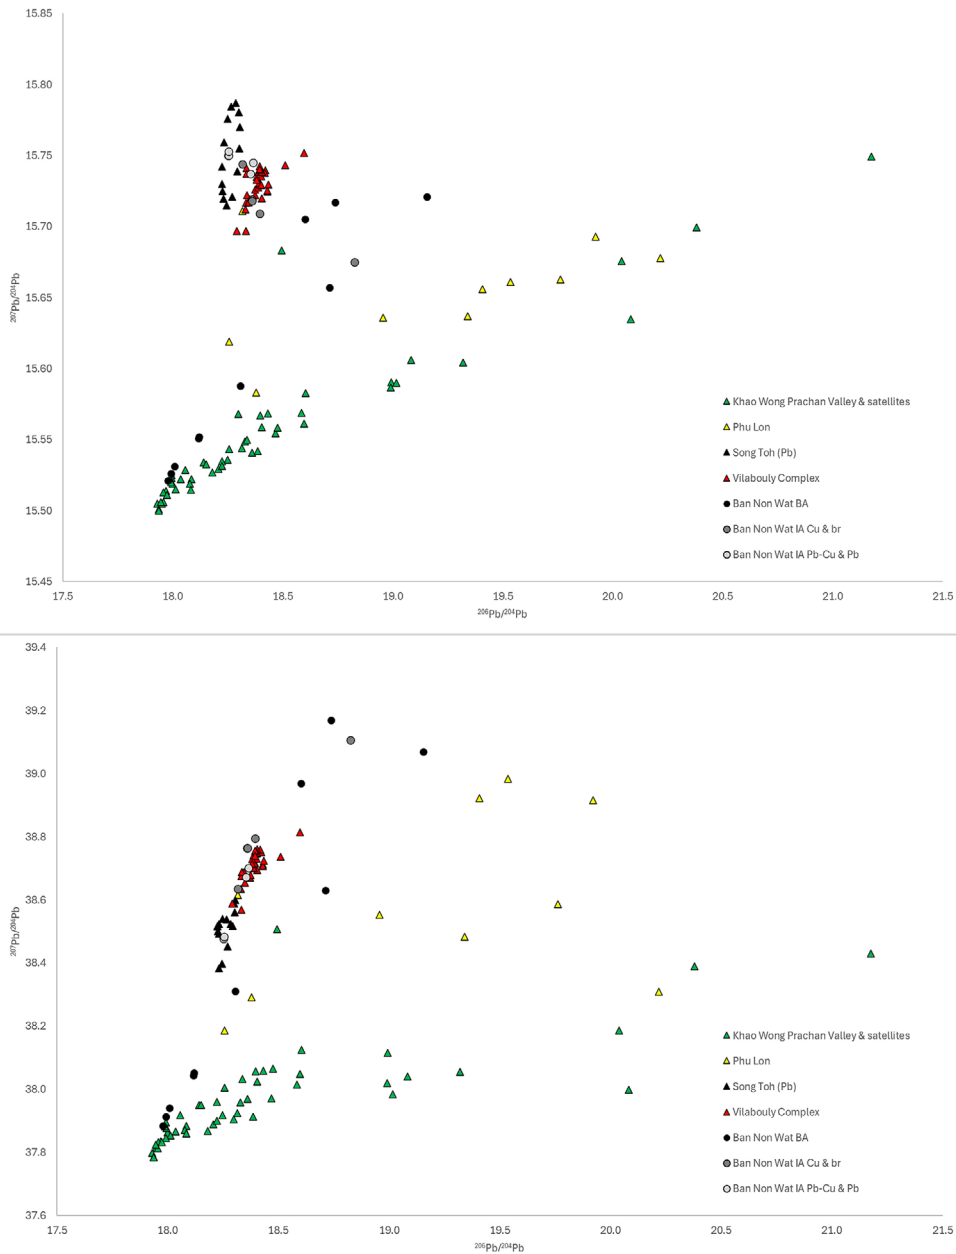 15.85
15.80
15.75
15.70
15.65
15.60
15.55
15.50
15.45
²⁰⁷Pb/²⁰⁴Pb
Khao Wong Prachan Valley & satellites
Phu Lon
Song Toh (Pb)
Vilabouly Complex
Ban Non Wat BA
Ban Non Wat IA Cu & br
Ban Non Wat IA Pb-Cu & Pb
17.5 18.0 18.5 19.0 19.5 20.0 20.5 21.0 21.5
²⁰⁶Pb/²⁰⁴Pb
39.4
39.2
39.0
38.8
38.6
38.4
38.2
38.0
37.8
37.6
²⁰⁷Pb/²⁰⁴Pb
Khao Wong Prachan Valley & satellites
Phu Lon
Song Toh (Pb)
Vilabouly Complex
Ban Non Wat BA
Ban Non Wat IA Cu & br
Ban Non Wat IA Pb-Cu & Pb
17.5 18.0 18.5 19.0 19.5 20.0 20.5 21.0 21.5
²⁰⁶Pb/²⁰⁴Pb